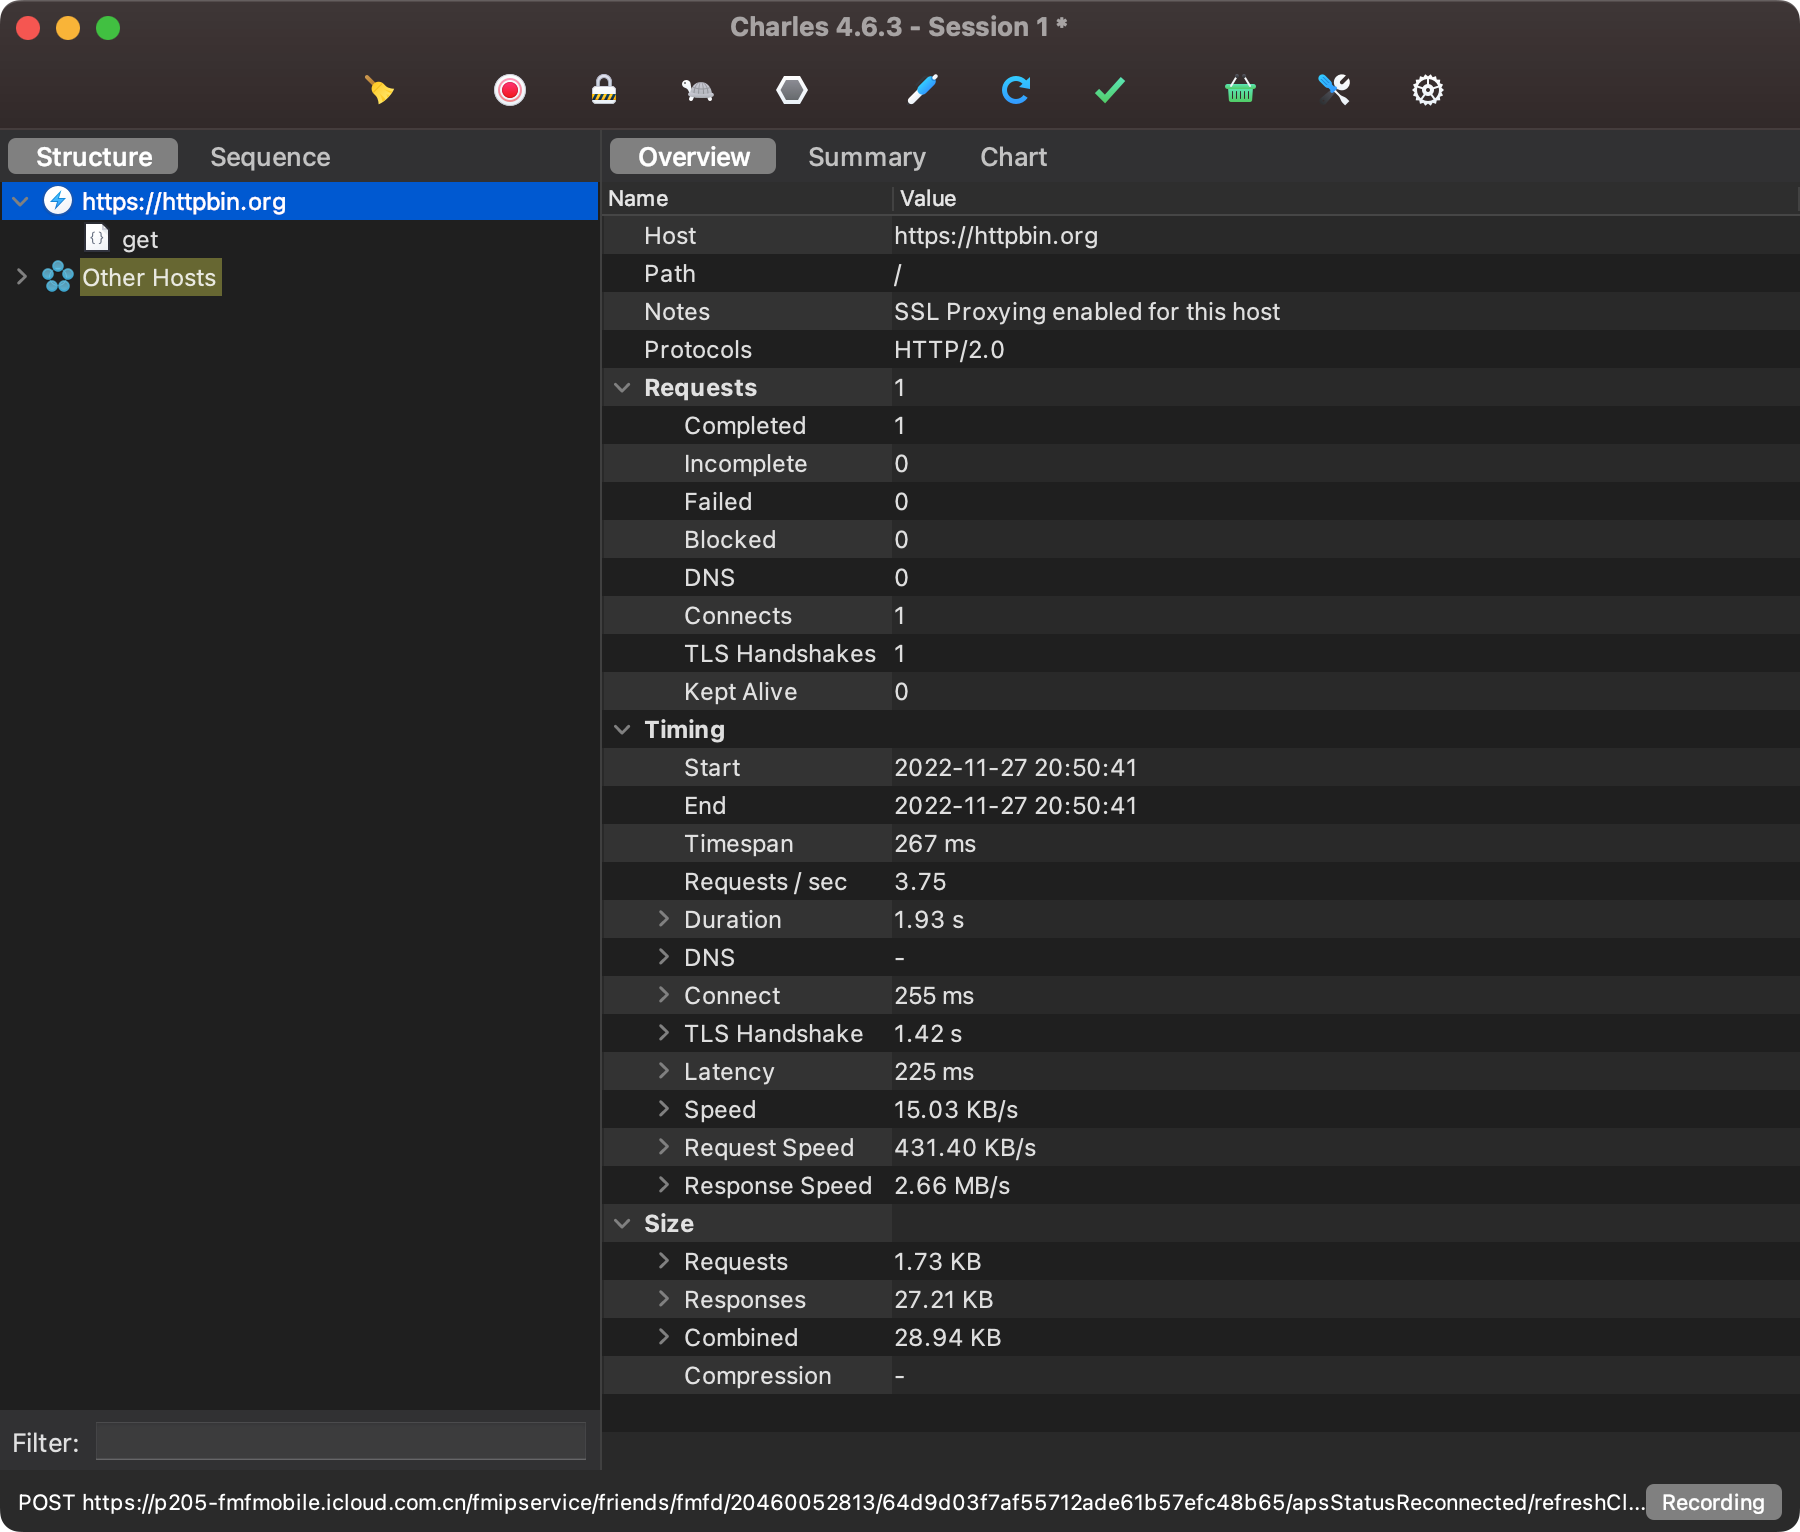 Charles 4.6.3 - Session 1 *
Structure Sequence
https://httpbin.org
{} get
Other Hosts
Filter:
Overview Summary Chart
Name Value
Host https://httpbin.org
Path /
Notes SSL Proxying enabled for this host
Protocols HTTP/2.0
Requests 1
Completed 1
Incomplete 0
Failed 0
Blocked 0
DNS 0
Connects 1
TLS Handshakes 1
Kept Alive 0
Timing
Start 2022-11-27 20:50:41
End 2022-11-27 20:50:41
Timespan 267 ms
Requests / sec 3.75
Duration 1.93 s
DNS -
Connect 255 ms
TLS Handshake 1.42 s
Latency 225 ms
Speed 15.03 KB/s
Request Speed 431.40 KB/s
Response Speed 2.66 MB/s
Size
Requests 1.73 KB
Responses 27.21 KB
Combined 28.94 KB
Compression -
POST https://p205-fmfmobile.icloud.com.cn/fmipservice/friends/fmfd/20460052813/64d9d03f7af55712ade61b57efc48b65/apsStatusReconnected/refreshCl... Recording